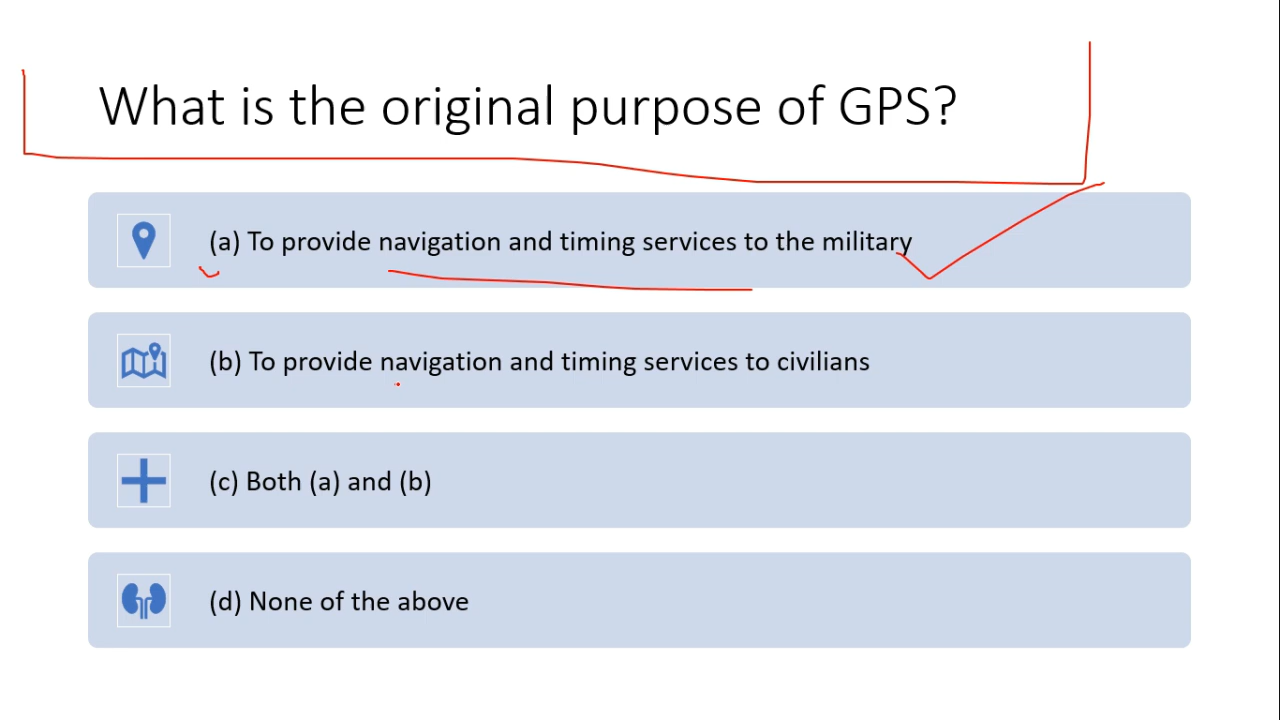 What is the original purpose of GPS?
(a) To provide navigation and timing services to the military
(b) To provide navigation and timing services to civilians
(c) Both (a) and (b)
(d) None of the above